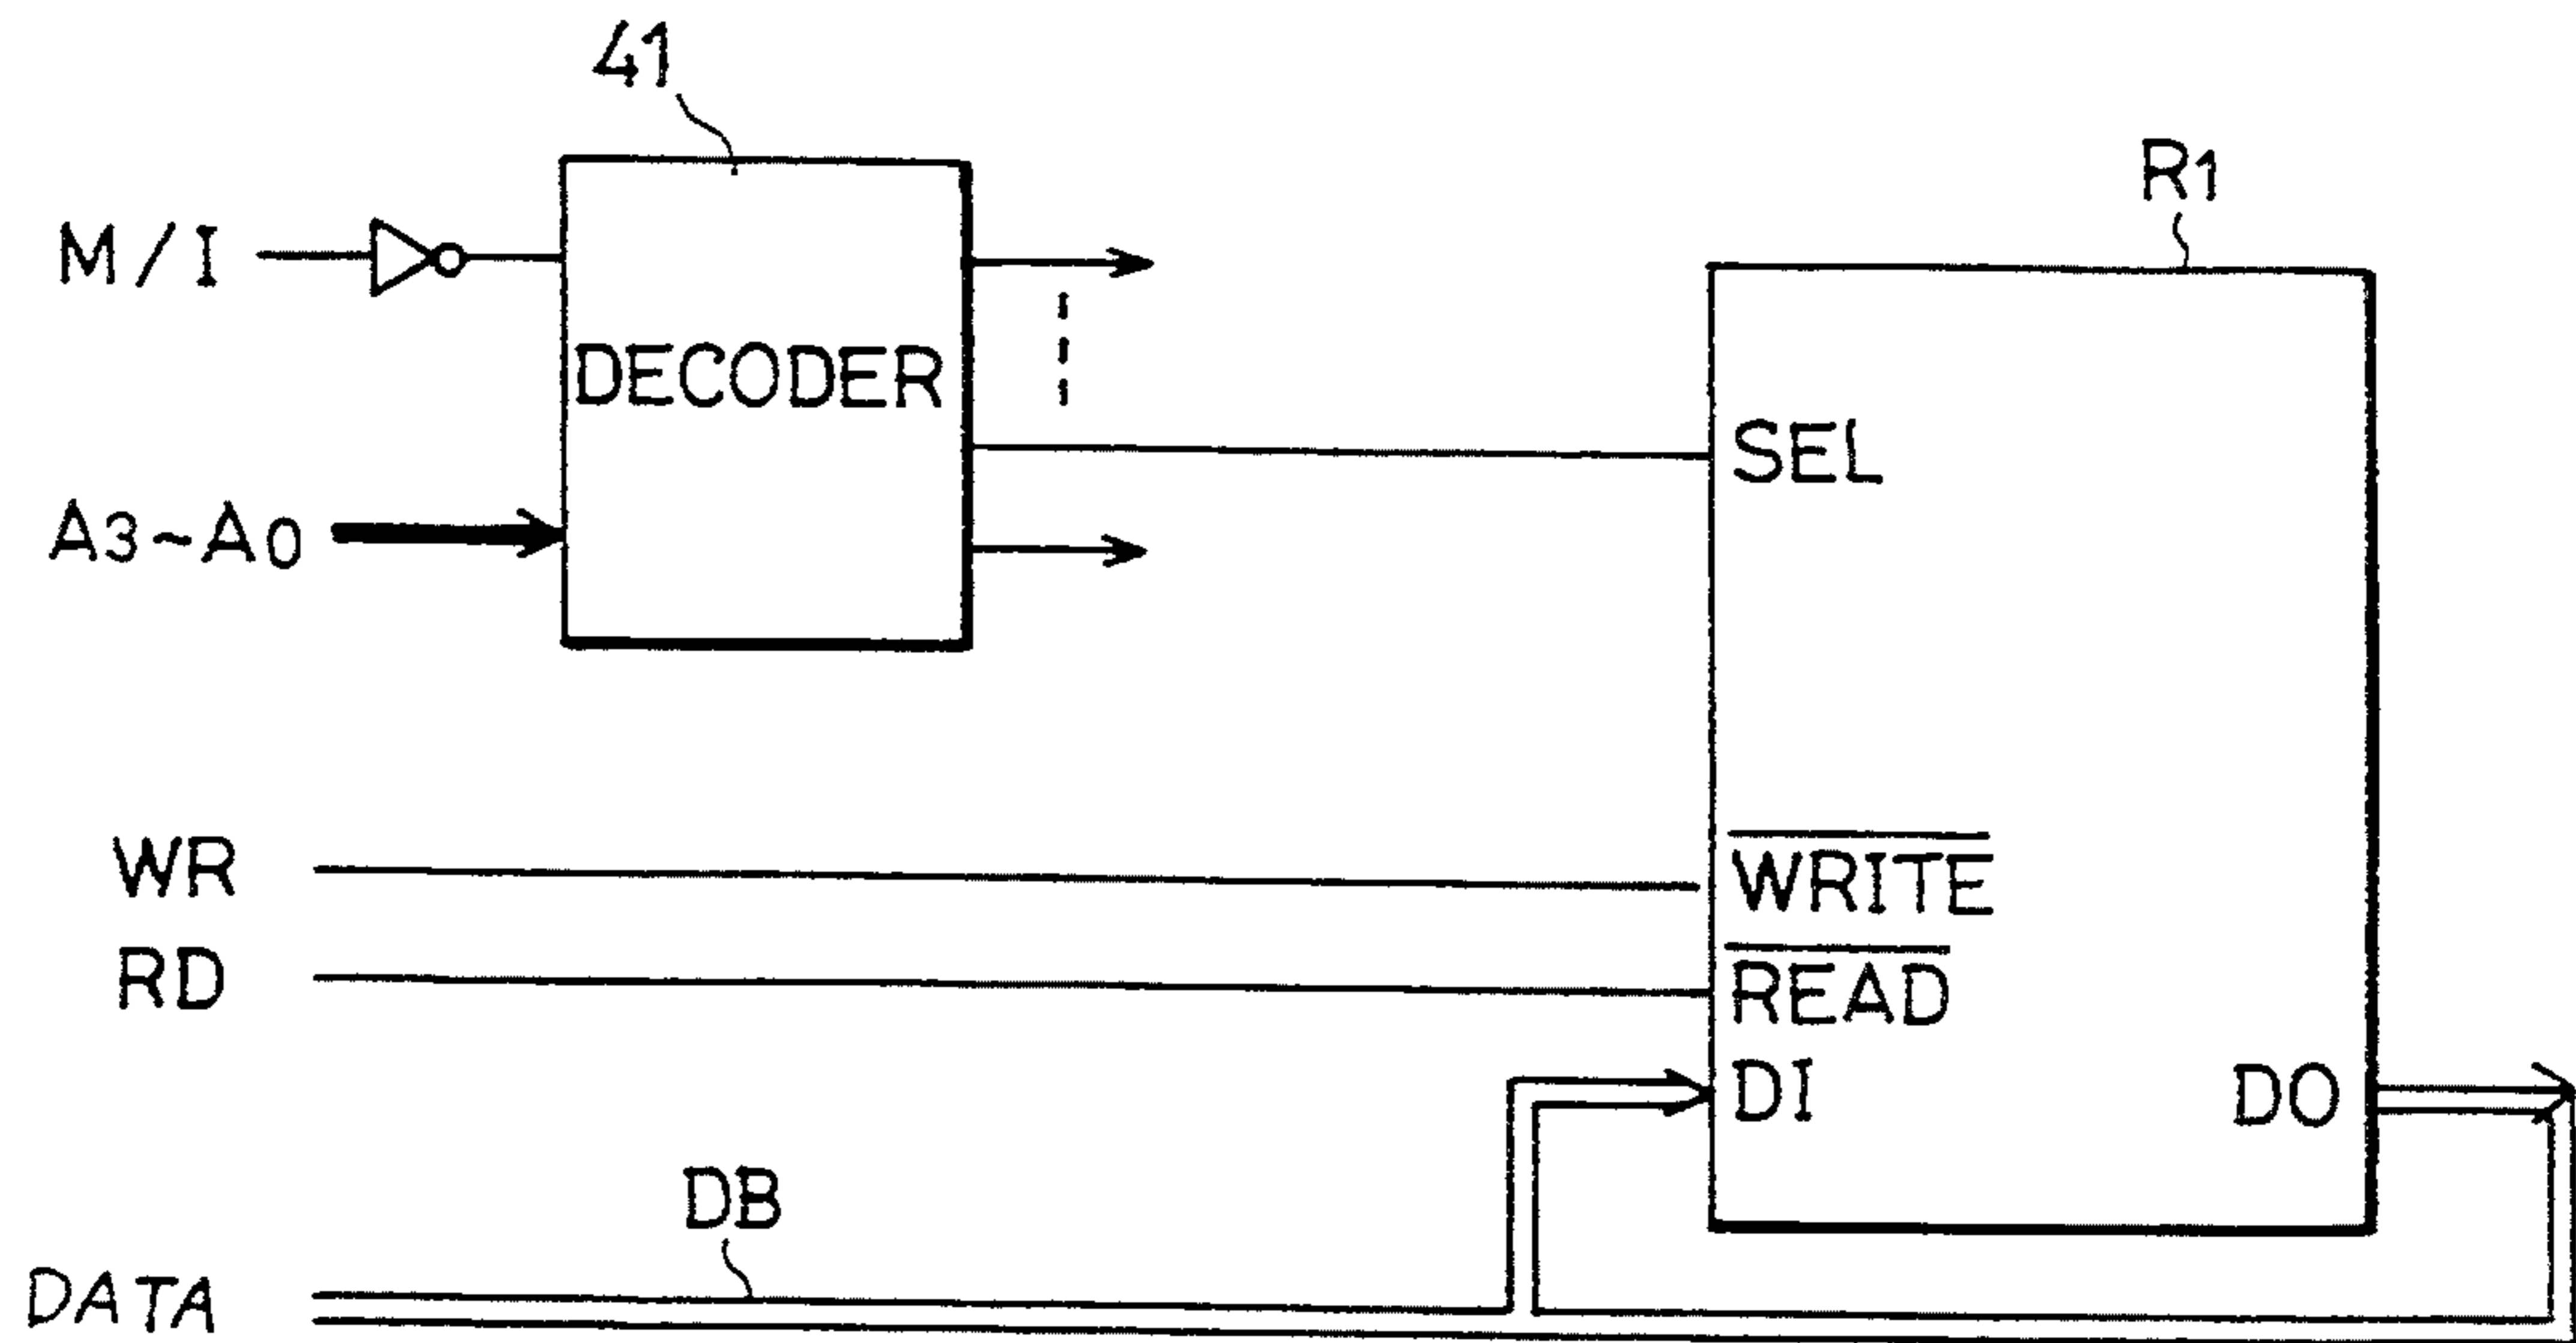 41
R1
M/I
DECODER
SEL
A3~A0
WR
WRITE
RD
READ
DI
DO
DB
DATA